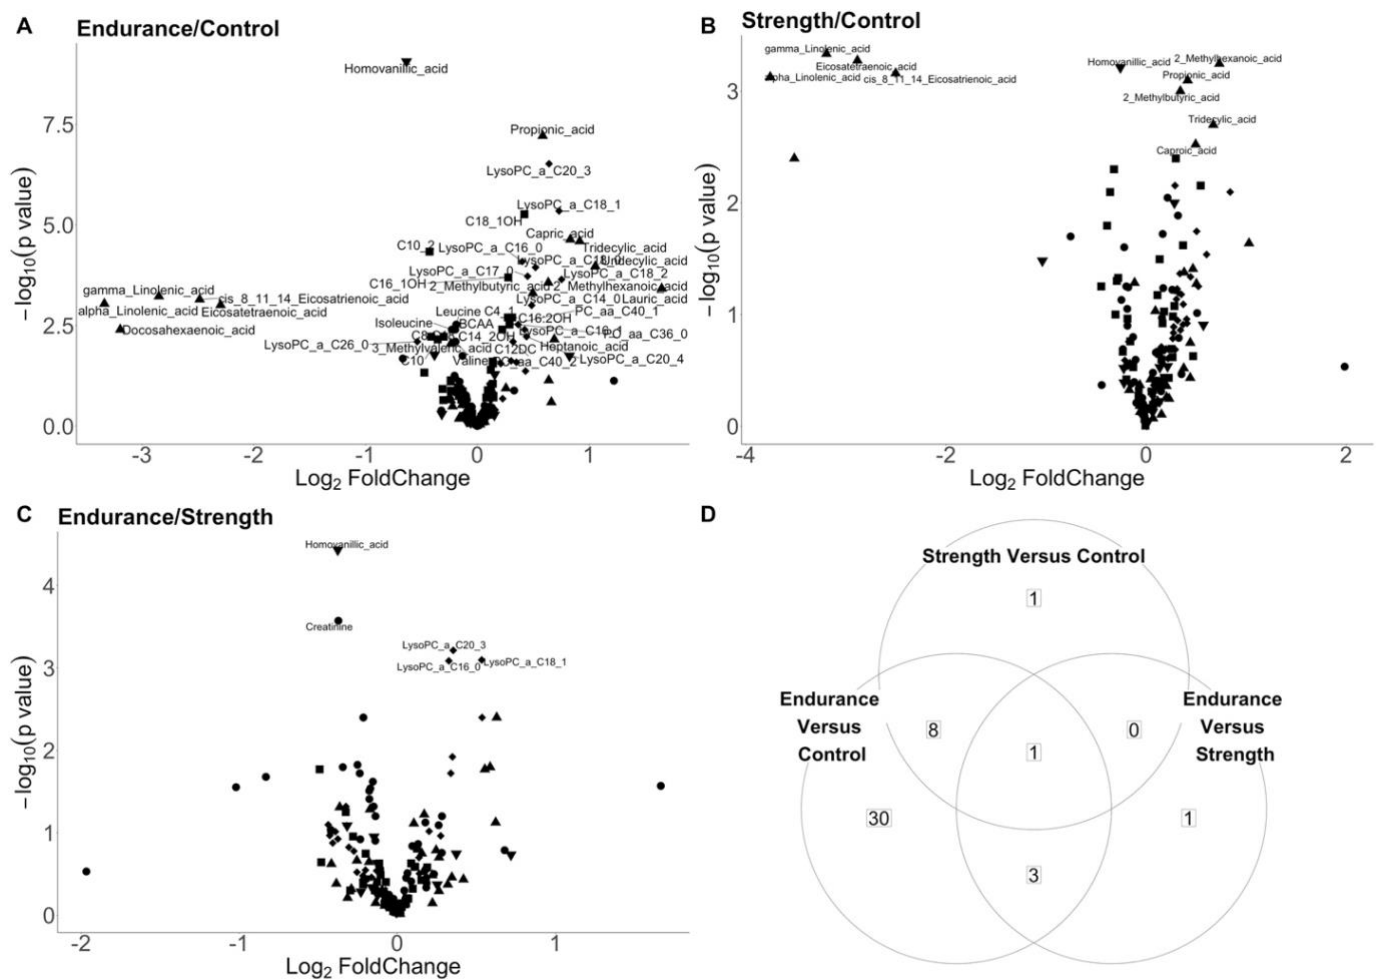 A
Endurance/Control
Homovanillic_acid
Propionic_acid
LysoPC_a_C20_3
LysoPC_a_C18_1
C18_1OH
Capric_acid
C10_2
LysoPC_a_C16_0
Tridecylic_acid
LysoPC_a_C17_0
LysoPC_a_C18_2
C16_1OH
2_Methylbutyric_acid
2_Methylhexanoic_acid
gamma_Linolenic_acid
cis_8_11_14_Eicosatrienoic_acid
LysoPC_a_C14_0
Lauric_acid
alpha_Linolenic_acid
Eicosatetraenoic_acid
Leucine
C4_1
PC_aa_C40_1
Docosahexaenoic_acid
Isoleucine
BCAA
C16:2OH
C14_2OH
PC_aa_C36_0
LysoPC_a_C26_0
3_Methylvaleric_acid
C12DC
Heptanoic_acid
C10
Valine
LysoPC_a_C20_4
7.5
5.0
2.5
0.0
−log10(p value)
-3
-2
-1
0
1
Log2 FoldChange
B
Strength/Control
gamma_Linolenic_acid
Eicosatetraenoic_acid
lpha_Linolenic_acid
cis_8_11_14_Eicosatrienoic_acid
Homovanillic_acid
2_Methylhexanoic_acid
Propionic_acid
2_Methylbutyric_acid
Tridecylic_acid
Caproic_acid
3
2
1
0
−log10(p value)
-4
-2
0
2
Log2 FoldChange
C
Endurance/Strength
Homovanillic_acid
Creatinine
LysoPC_a_C20_3
LysoPC_a_C16_0
LysoPC_a_C18_1
4
3
2
1
0
−log10(p value)
-2
-1
0
1
Log2 FoldChange
D
Strength Versus Control
1
Endurance
Versus
Control
8
1
0
Endurance
Versus
Strength
30
1
3